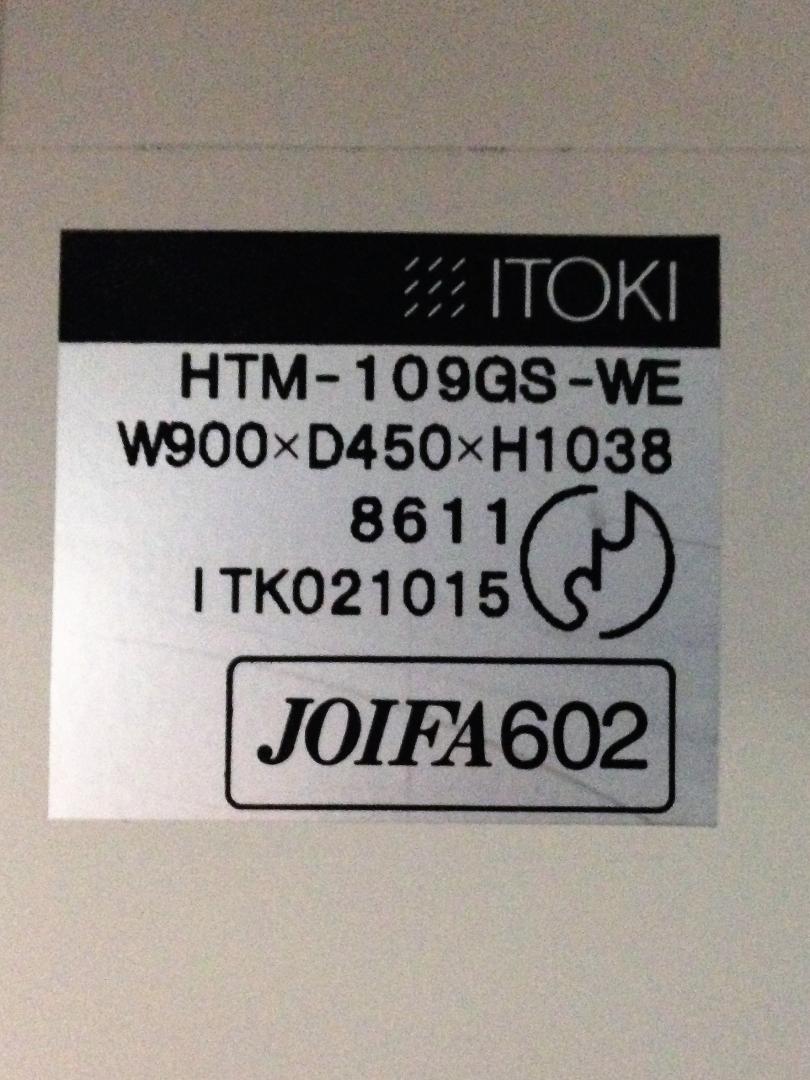 ITOKI
HTM-109GS-WE
W900×D450×H1038
8611
ITK021015
JOIFA602